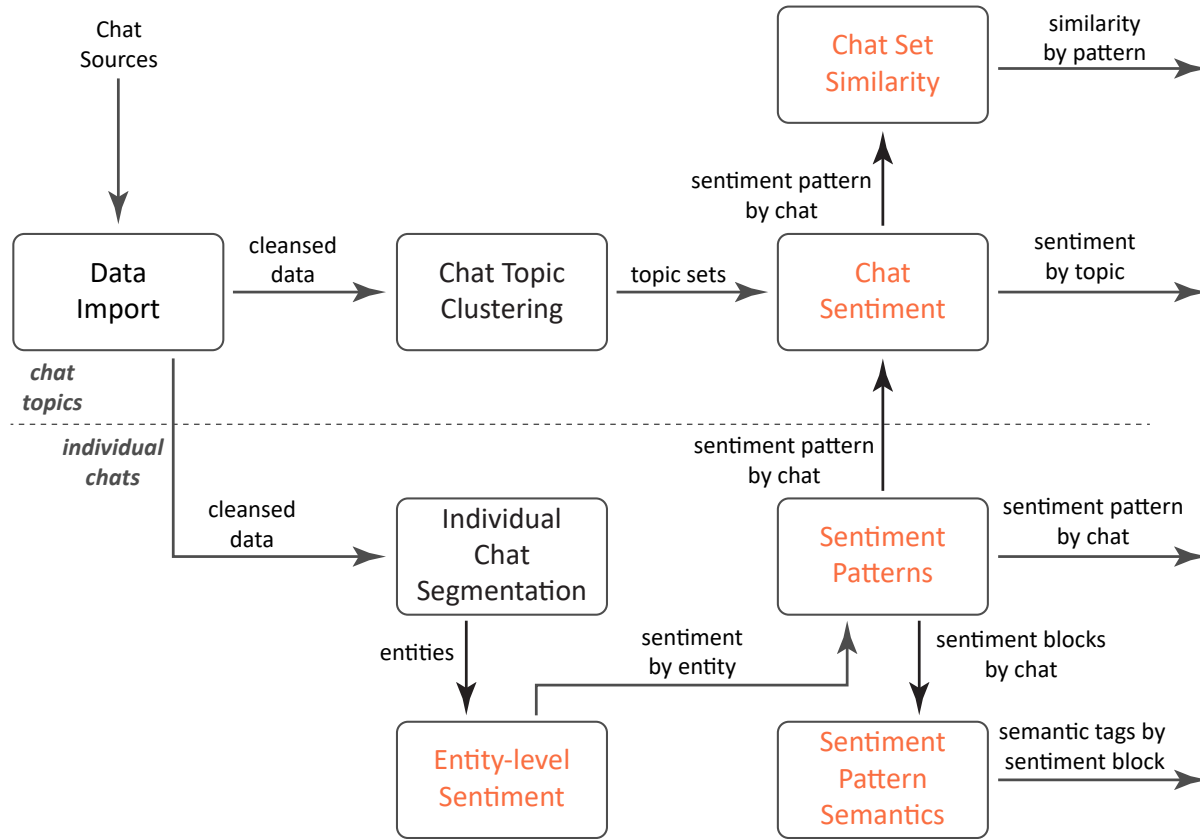 Chat
Sources
Chat Set
Similarity
similarity
by pattern
sentiment pattern
by chat
Data
Import
cleansed
data
Chat Topic
Clustering
topic sets
Chat
Sentiment
sentiment
by topic
chat
topics
individual
chats
sentiment pattern
by chat
cleansed
data
Individual
Chat
Segmentation
Sentiment
Patterns
sentiment pattern
by chat
entities
sentiment
by entity
sentiment blocks
by chat
Entity-level
Sentiment
Sentiment
Pattern
Semantics
semantic tags by
sentiment block